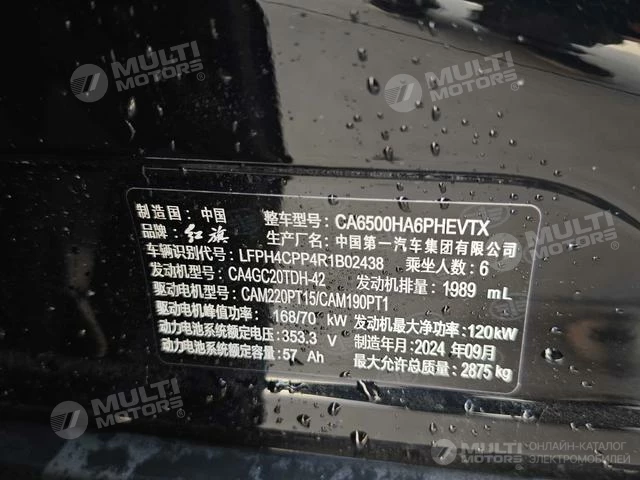 MULTI MOTORS
MULTI MOTORS
制造国：中国 整车型号：CA6500HA6PHEVTX
品牌：红旗 生产厂名：中国第一汽车集团有限公司
车辆识别代号：LFPH4CPP4R1B02438 乘坐人数：6
发动机型号：CA4GC20TDH-42 发动机排量：1989 mL
驱动电机型号：CAM220PT15/CAM190PT1
驱动电机峰值功率：168/70 kW 发动机最大净功率：120kW
动力电池系统额定电压：353.3 V 制造年月：2024 年09月
动力电池系统额定容量：57 Ah 最大允许总质量：2875kg
MULTI MOTORS
MULTI MOTORS
MULTI MOTORS ОНЛАЙН-КАТАЛОГ ЭЛЕКТРОМОБИЛЕЙ